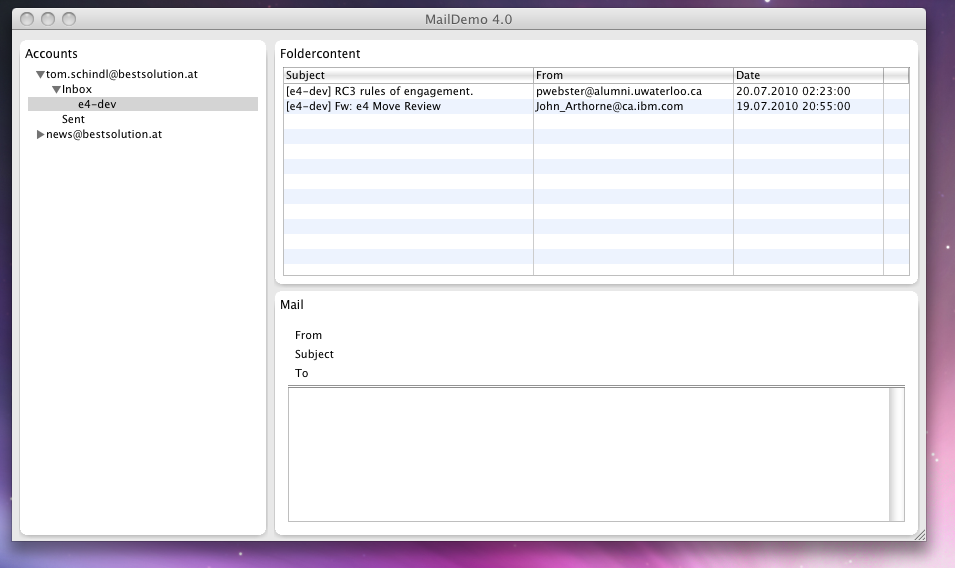 MailDemo 4.0
Accounts
tom.schindl@bestsolution.at
Inbox
e4-dev
Sent
news@bestsolution.at
Foldercontent
Subject From Date
[e4-dev] RC3 rules of engagement. pwebster@alumni.uwaterloo.ca 20.07.2010 02:23:00
[e4-dev] Fw: e4 Move Review John_Arthorne@ca.ibm.com 19.07.2010 20:55:00
Mail
From
Subject
To